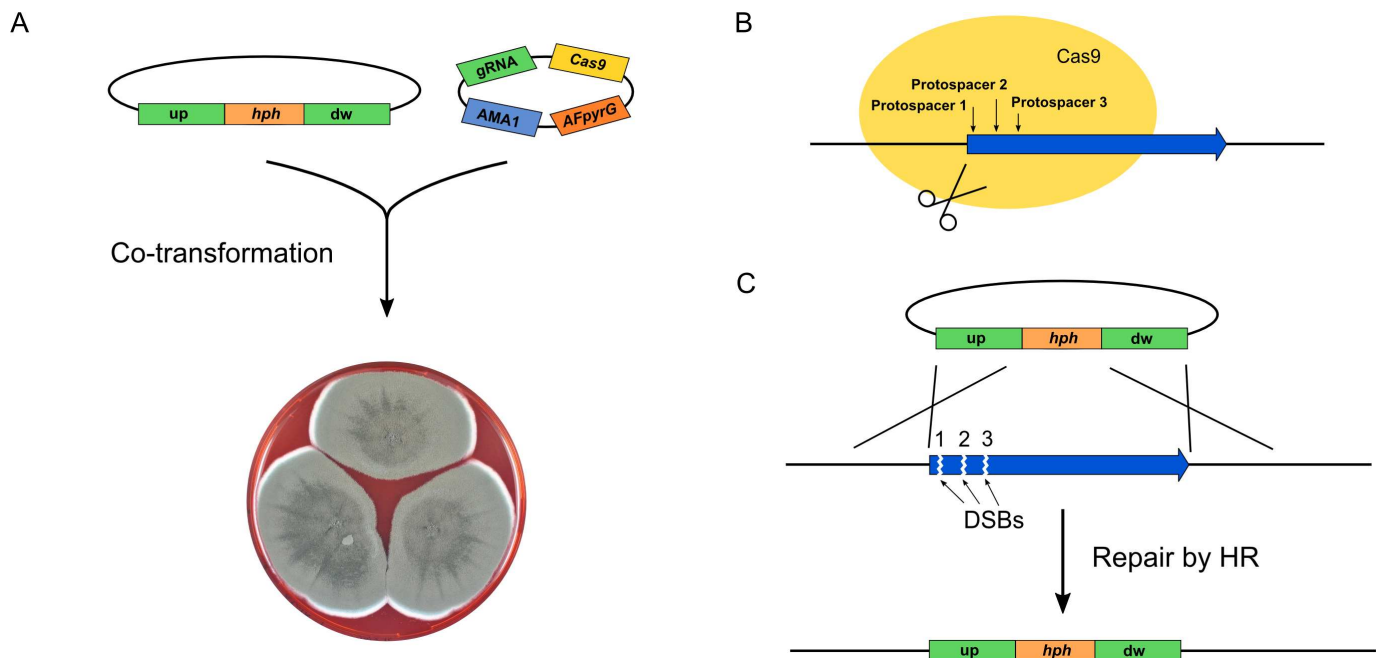 A
up hph dw
gRNA Cas9
AMA1 AFpyrG
Co-transformation
B
Cas9
Protospacer 2
Protospacer 1 Protospacer 3
C
up hph dw
1 2 3
DSBs
Repair by HR
up hph dw